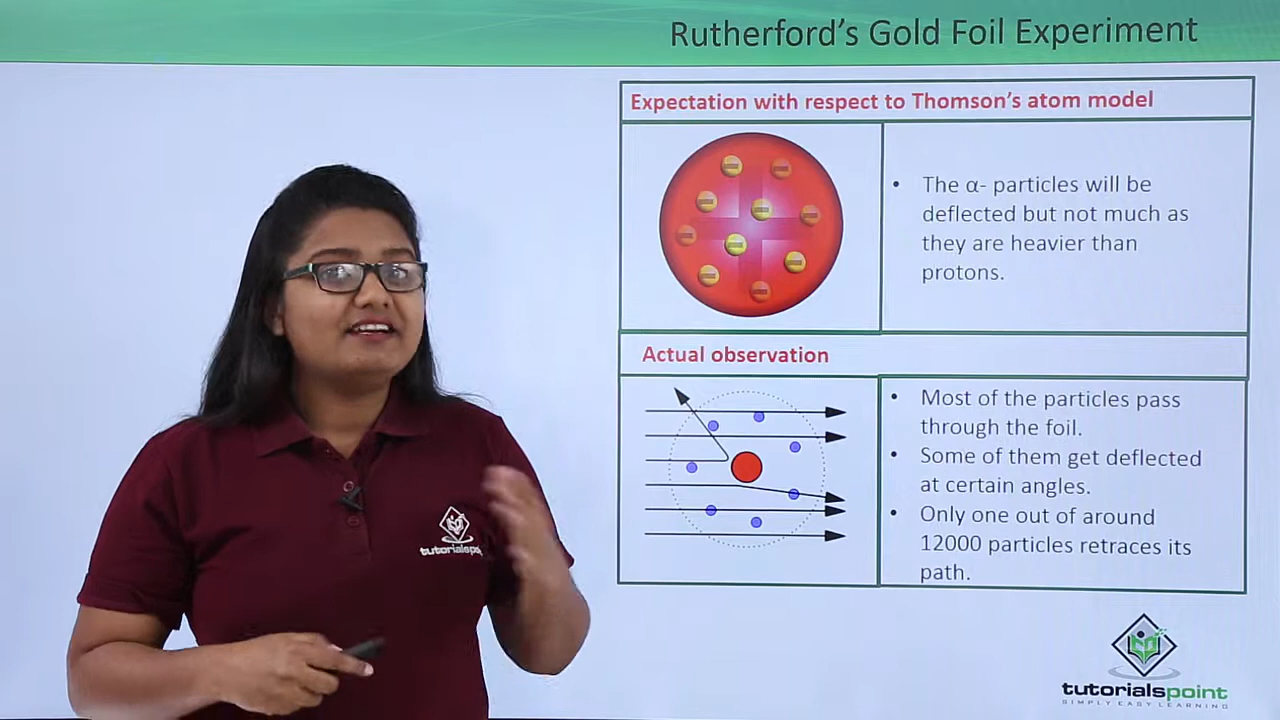 Rutherford's Gold Foil Experiment
Expectation with respect to Thomson's atom model
• The α- particles will be
deflected but not much as
they are heavier than
protons.
Actual observation
• Most of the particles pass
through the foil.
• Some of them get deflected
at certain angles.
• Only one out of around
12000 particles retraces its
path.
tutorialspoint
tutorialspoint
SIMPLY EASY LEARNING